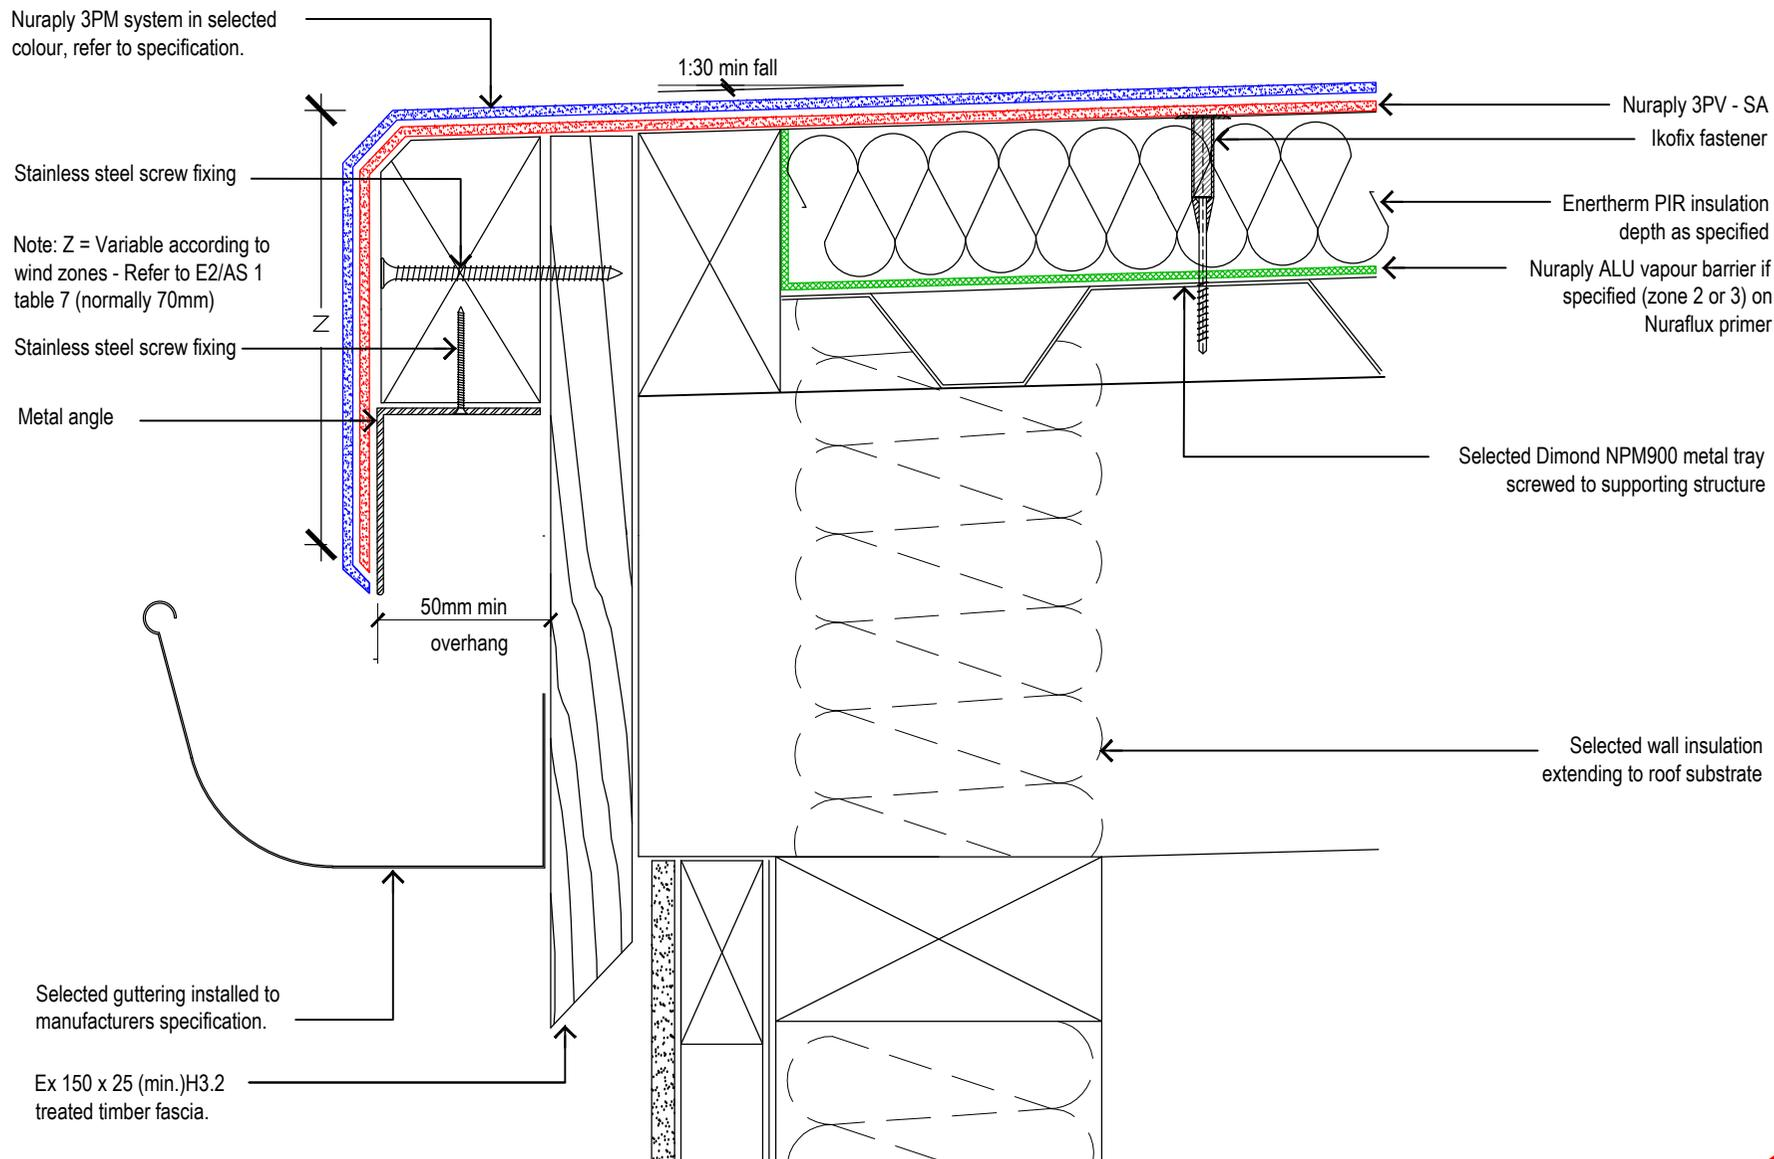 Nuraply 3PM system in selected
colour, refer to specification.
1:30 min fall
Nuraply 3PV - SA
Ikofix fastener
Stainless steel screw fixing
Enertherm PIR insulation
depth as specified
Note: Z = Variable according to
wind zones - Refer to E2/AS 1
table 7 (normally 70mm)
Nuraply ALU vapour barrier if
specified (zone 2 or 3) on
Nuraflux primer
Z
Stainless steel screw fixing
Metal angle
Selected Dimond NPM900 metal tray
screwed to supporting structure
50mm min
overhang
Selected wall insulation
extending to roof substrate
Selected guttering installed to
manufacturers specification.
Ex 150 x 25 (min.)H3.2
treated timber fascia.